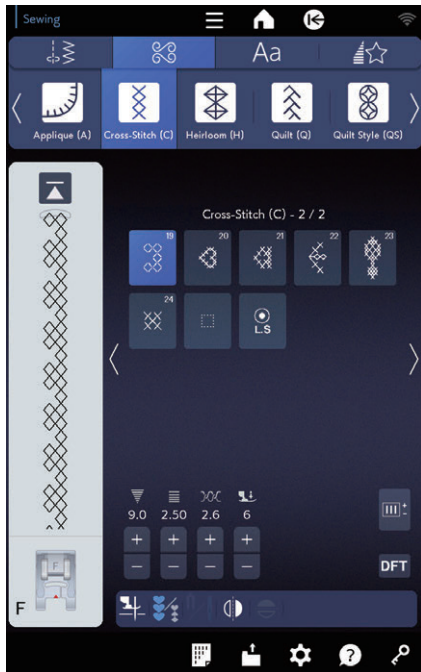 Sewing
Aa
Applique (A) Cross-Stitch (C) Heirloom (H) Quilt (Q) Quilt Style (QS)
Cross-Stitch (C) - 2 / 2
19 20 21 22 23
24 L.S
9.0 2.50 2.6 6
+ + + +
− − − −
DFT
F
F
?